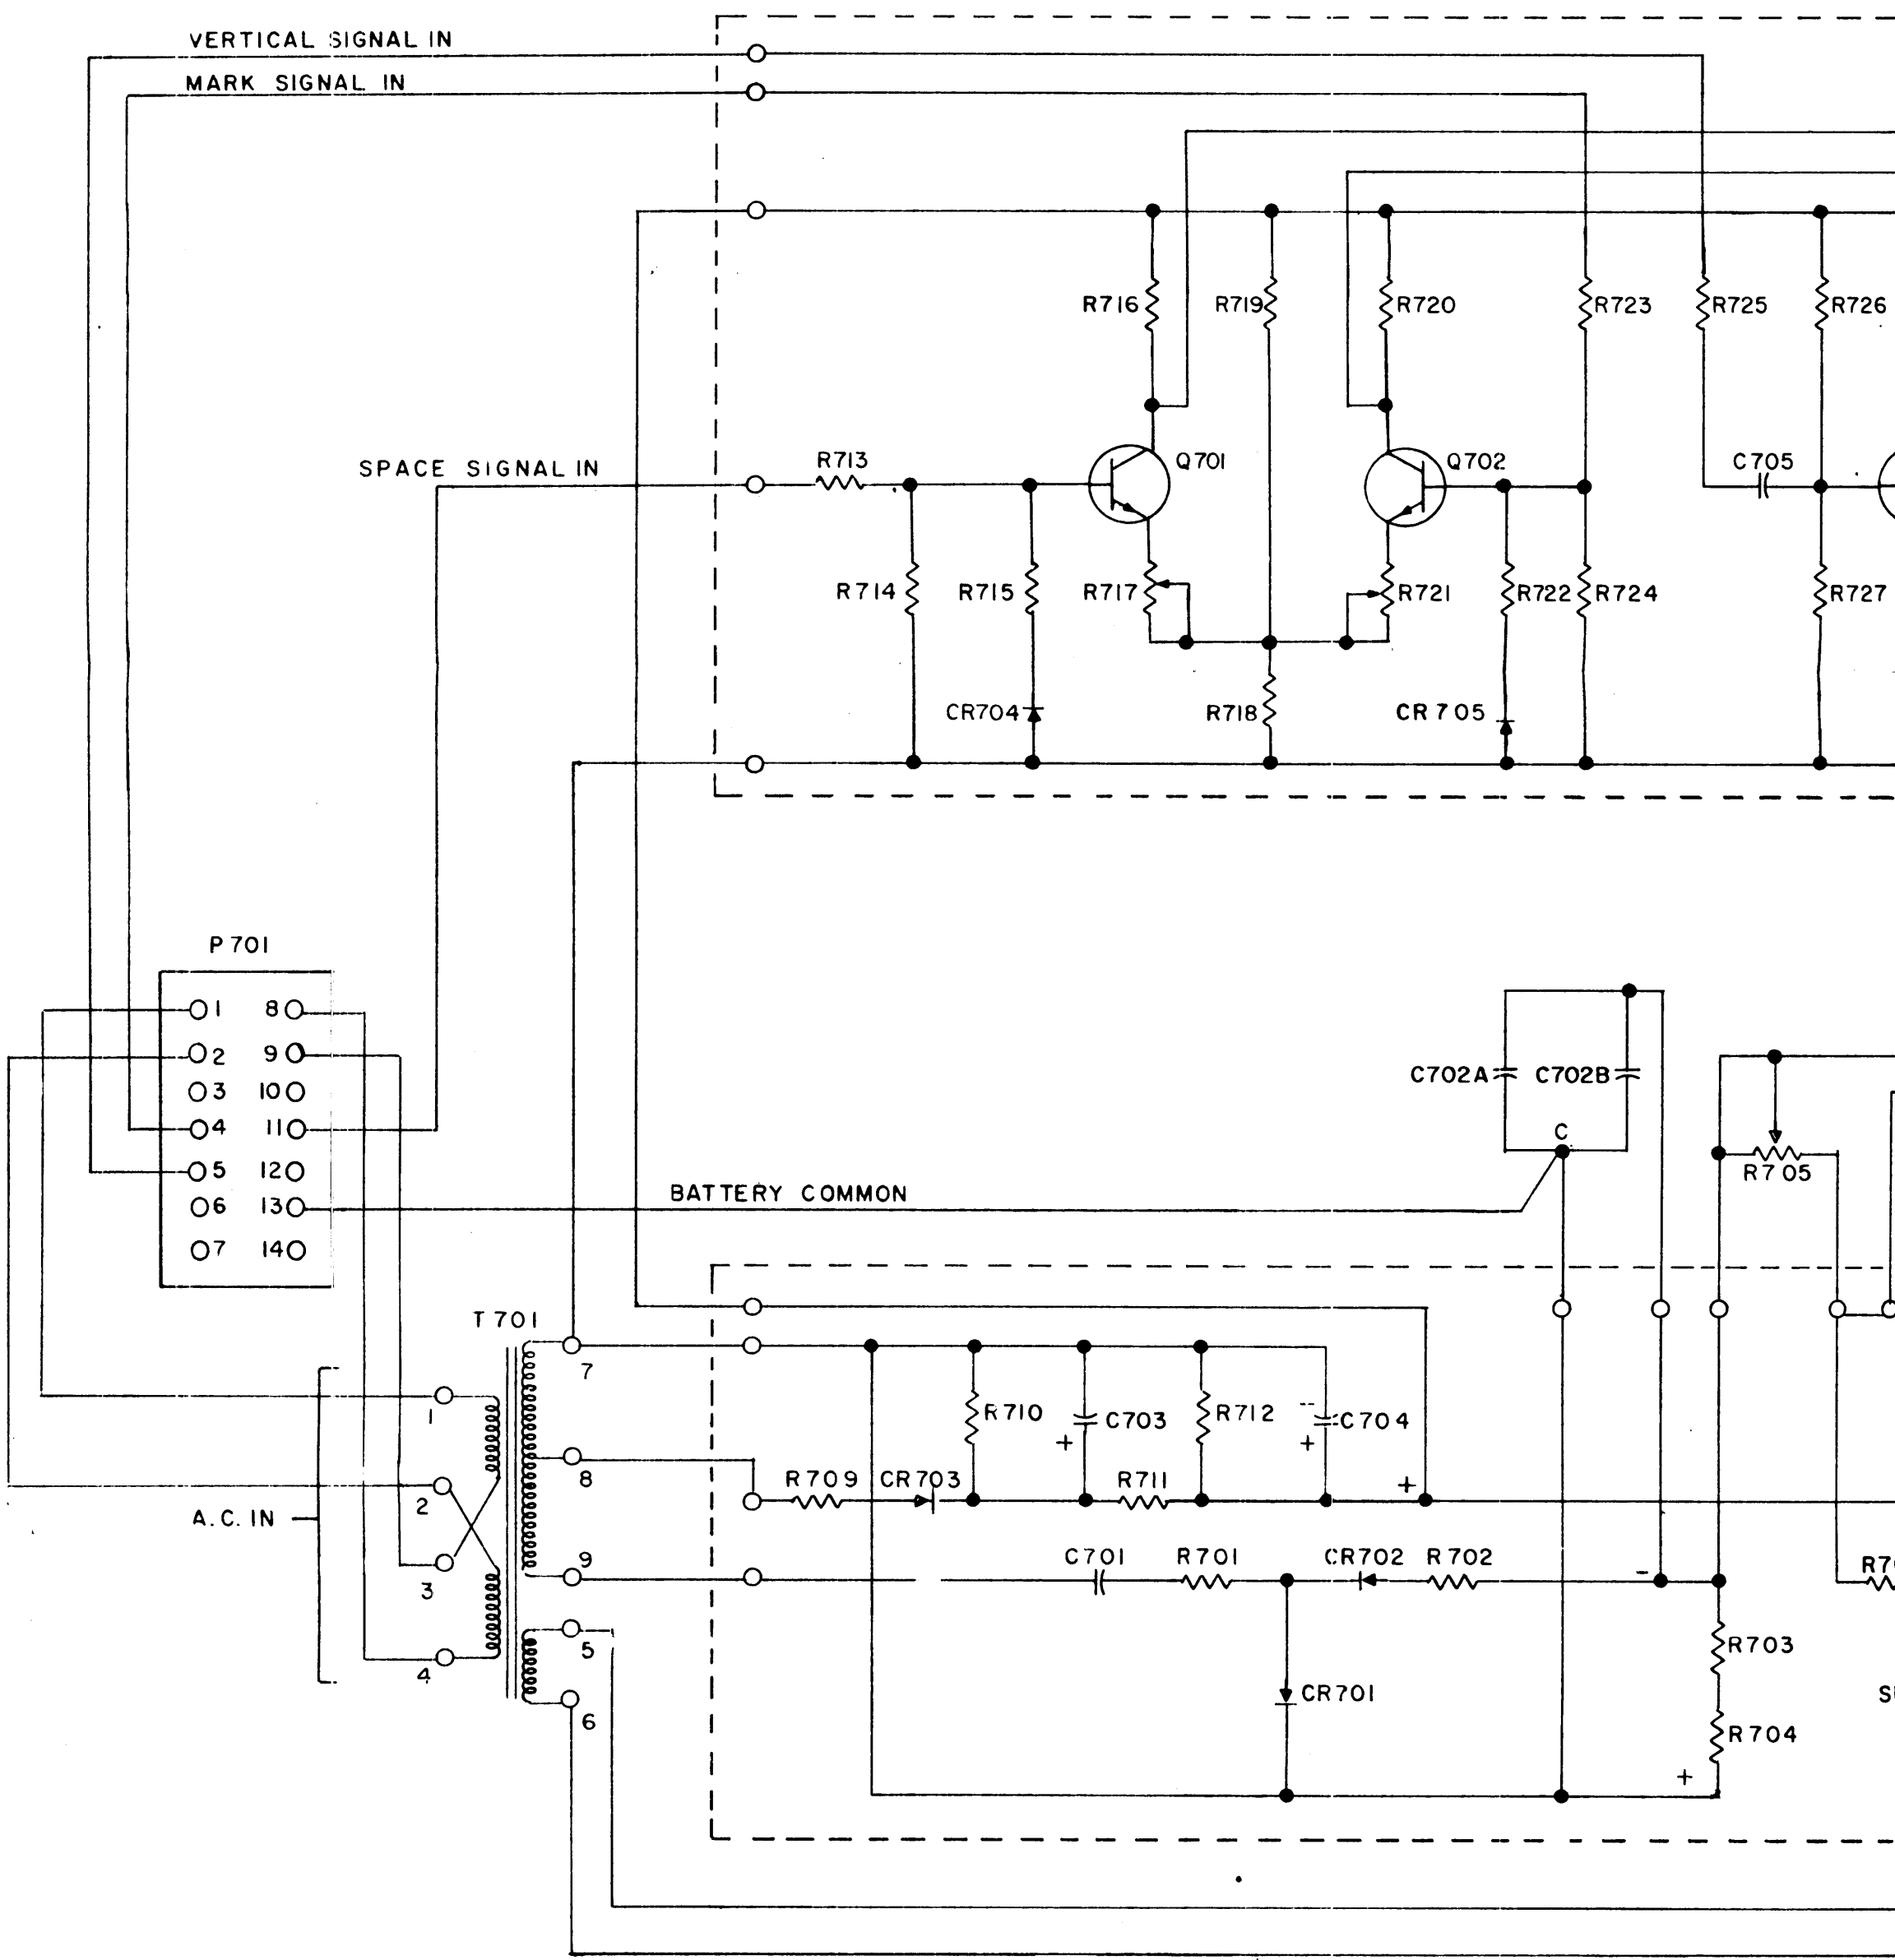 VERTICAL SIGNAL IN
MARK SIGNAL IN
R716
R719
R720
R723
R725
R726
SPACE SIGNAL IN
R713
Q701
Q702
C705
R714
R715
R717
R721
R722
R724
R727
CR704
R718
CR705
P701
1 8
2 9
3 10
4 11
5 12
6 13
7 14
C702A
C702B
C
R705
BATTERY COMMON
T701
7
1
R710
C703
+
R712
--
C704
+
8
2
R709
CR703
R711
+
A.C. IN
9
3
C701
R701
CR702
R702
-
5
4
R703
CR701
6
R704
+